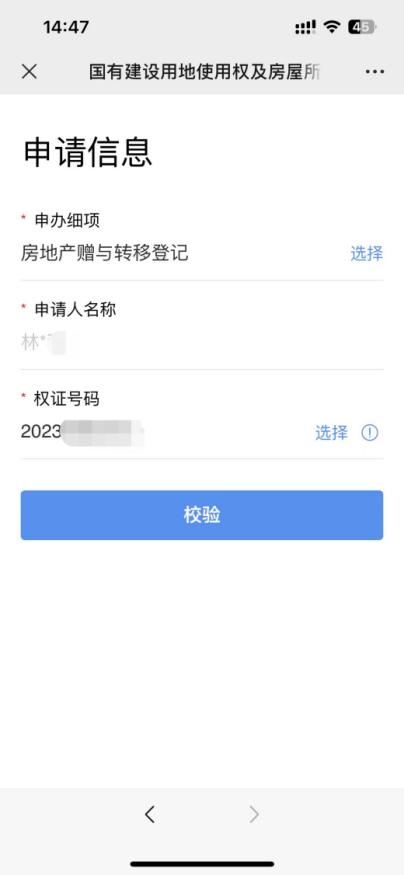 14:47
45
国有建设用地使用权及房屋所
申请信息
* 申办细项
房地产赠与转移登记 选择
* 申请人名称
林*
* 权证号码
2023 选择
校验